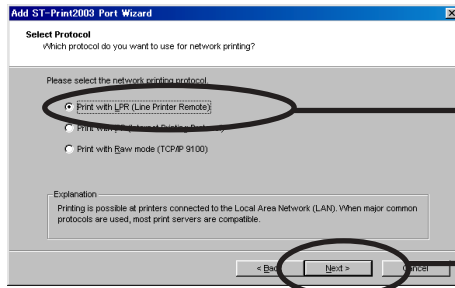 Add ST-Print2003 Port Wizard
Select Protocol
Which protocol do you want to use for network printing?
Please select the network printing protocol.
Print with LPR (Line Printer Remote)
Print with
Print with Raw mode (TCP/IP 9100)
Explanation
Printing is possible at printers connected to the Local Area Network (LAN). When major common
protocols are used, most print servers are compatible.
< Back
Next >
Cancel